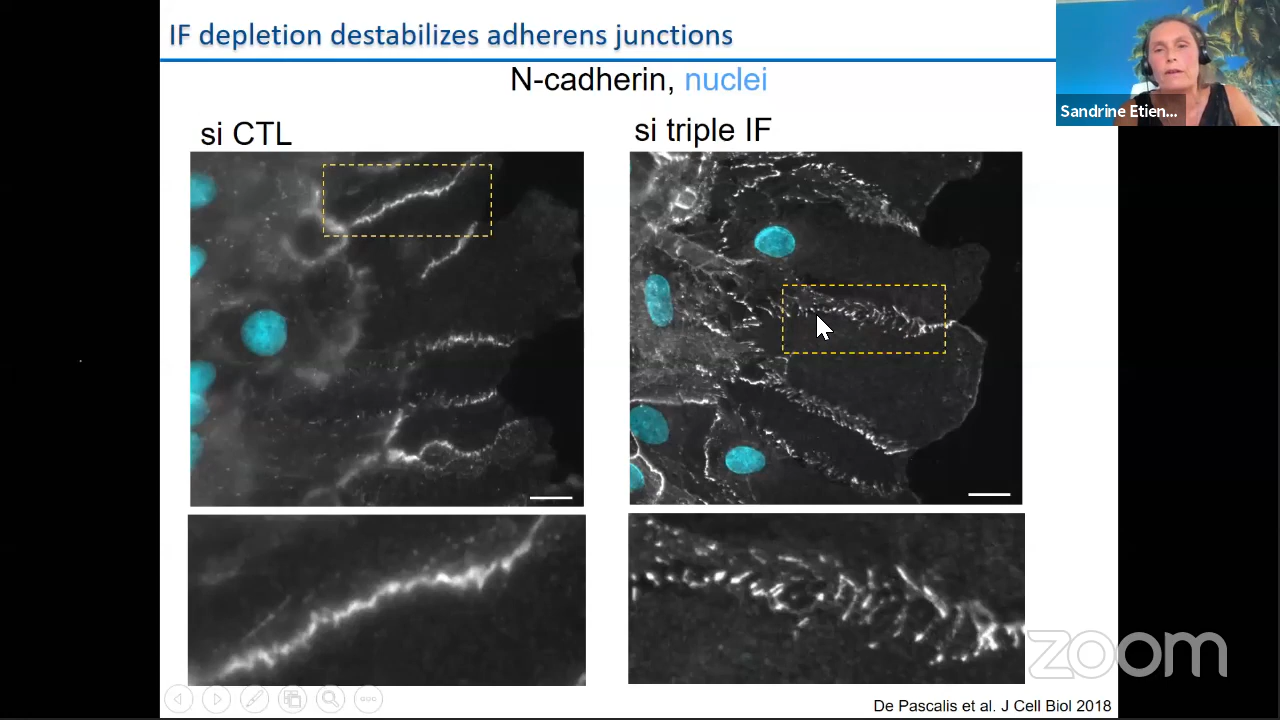 IF depletion destabilizes adherens junctions
N-cadherin, nuclei
si CTL
si triple IF
Sandrine Etien...
zoom
De Pascalis et al. J Cell Biol 2018